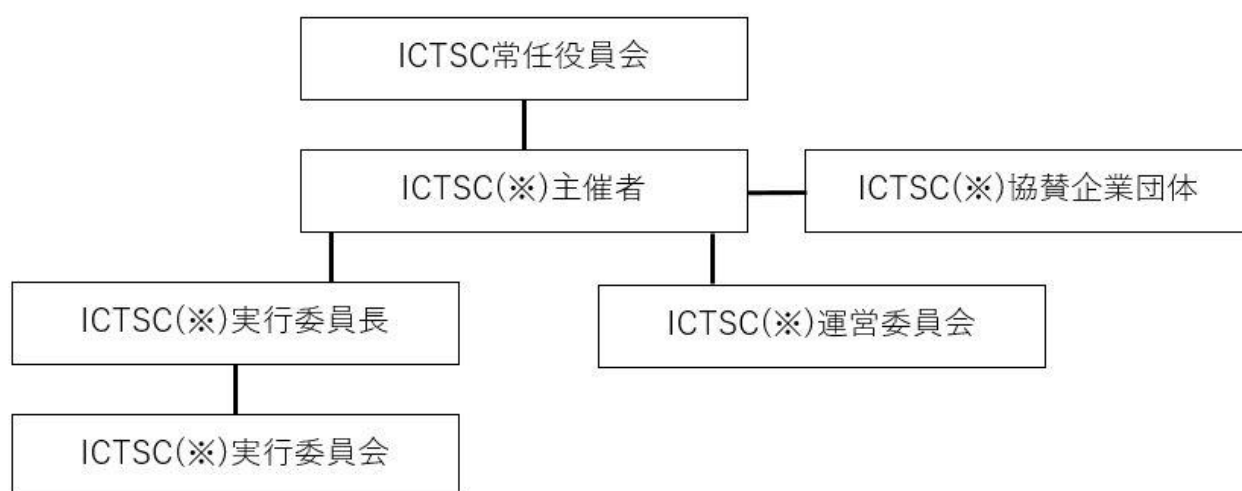 ICTSC常任役員会
ICTSC(※)主催者
ICTSC(※)協賛企業団体
ICTSC(※)実行委員長
ICTSC(※)運営委員会
ICTSC(※)実行委員会